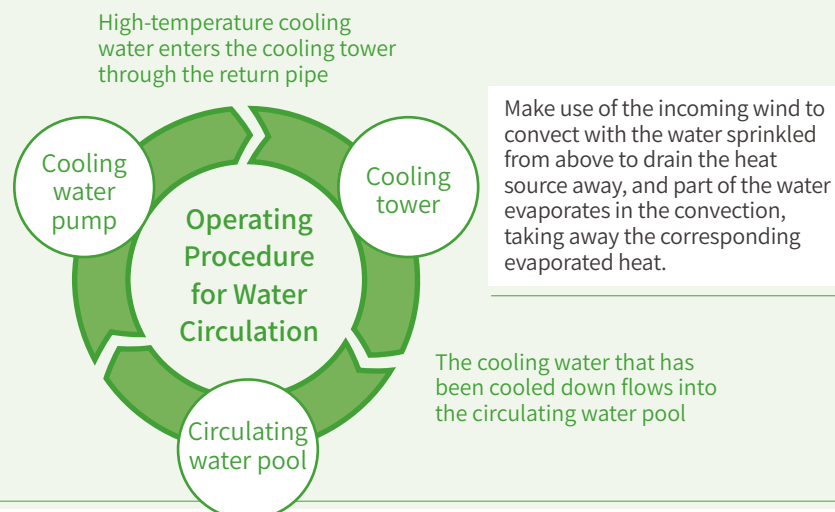 High-temperature cooling
water enters the cooling tower
through the return pipe
Cooling
water
pump
Cooling
tower
Make use of the incoming wind to
convect with the water sprinkled
from above to drain the heat
source away, and part of the water
evaporates in the convection,
taking away the corresponding
evaporated heat.
Operating
Procedure
for Water
Circulation
The cooling water that has
been cooled down flows into
the circulating water pool
Circulating
water pool